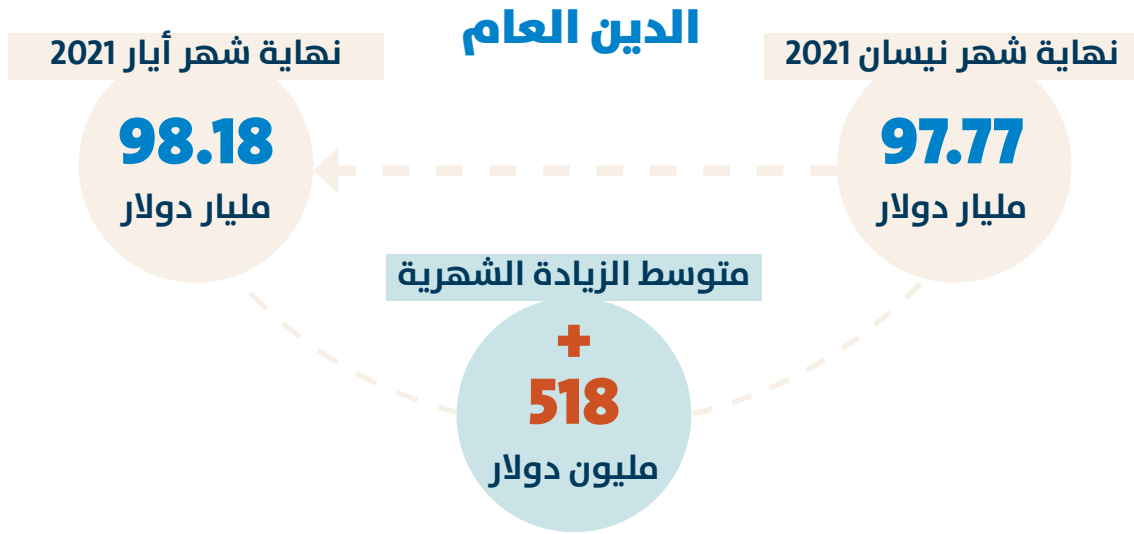 الدين العام
نهاية شهر نيسان 2021
97.77
مليار دولار
نهاية شهر أيار 2021
98.18
مليار دولار
متوسط الزيادة الشهرية
+
518
مليون دولار